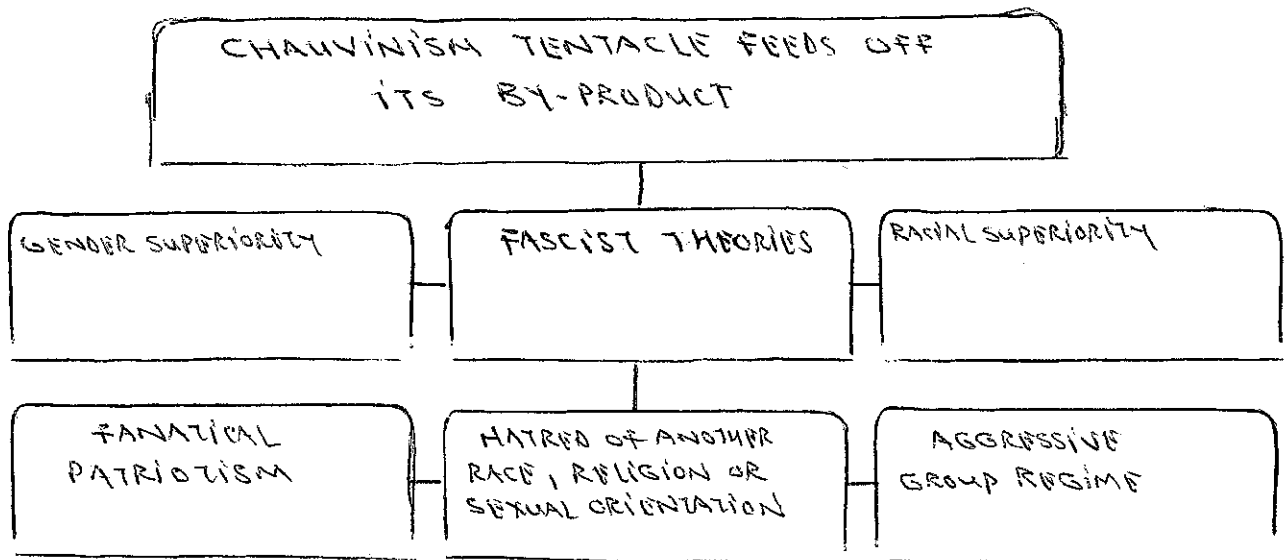 CHAUVINISM TENTACLE FEEDS OFF
ITS BY-PRODUCT
GENDER SUPERIORITY
FASCIST THEORIES
RACIAL SUPERIORITY
FANATICAL
PATRIOTISM
HATRED OF ANOTHER
RACE, RELIGION OR
SEXUAL ORIENTATION
AGGRESSIVE
GROUP REGIME